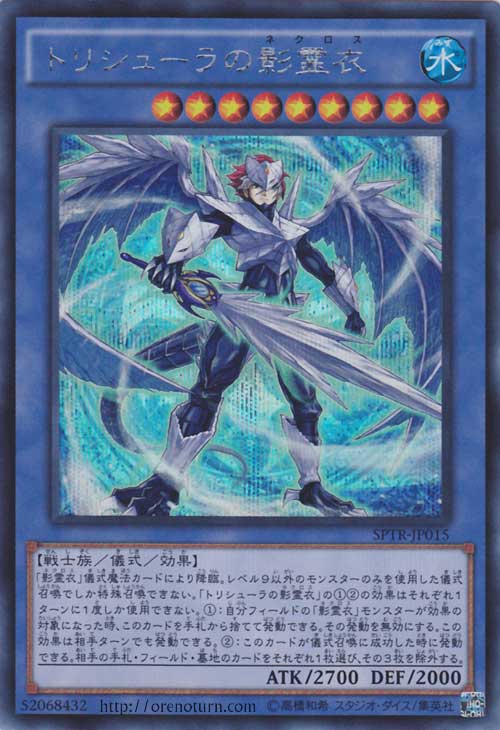 ネクロス
トリシューラの影霊衣
水
SPTR-JP015
【戦士族／儀式／効果】
「影霊衣」儀式魔法カードにより降臨。レベル９以外のモンスターのみを使用した儀式
召喚でしか特殊召喚できない。「トリシューラの影霊衣」の①②の効果はそれぞれ１
ターンに１度しか使用できない。①：自分フィールドの「影霊衣」モンスターが効果の
対象になった時、このカードを手札から捨てて発動できる。その発動を無効にする。この
効果は相手ターンでも発動できる。②：このカードが儀式召喚に成功した時に発動
できる。相手の手札・フィールド・墓地のカードをそれぞれ１枚選び、その３枚を除外する。
ATK/2700 DEF/2000
52068432
http://orenoturn.com
©高橋和希 スタジオ・ダイス/集英社